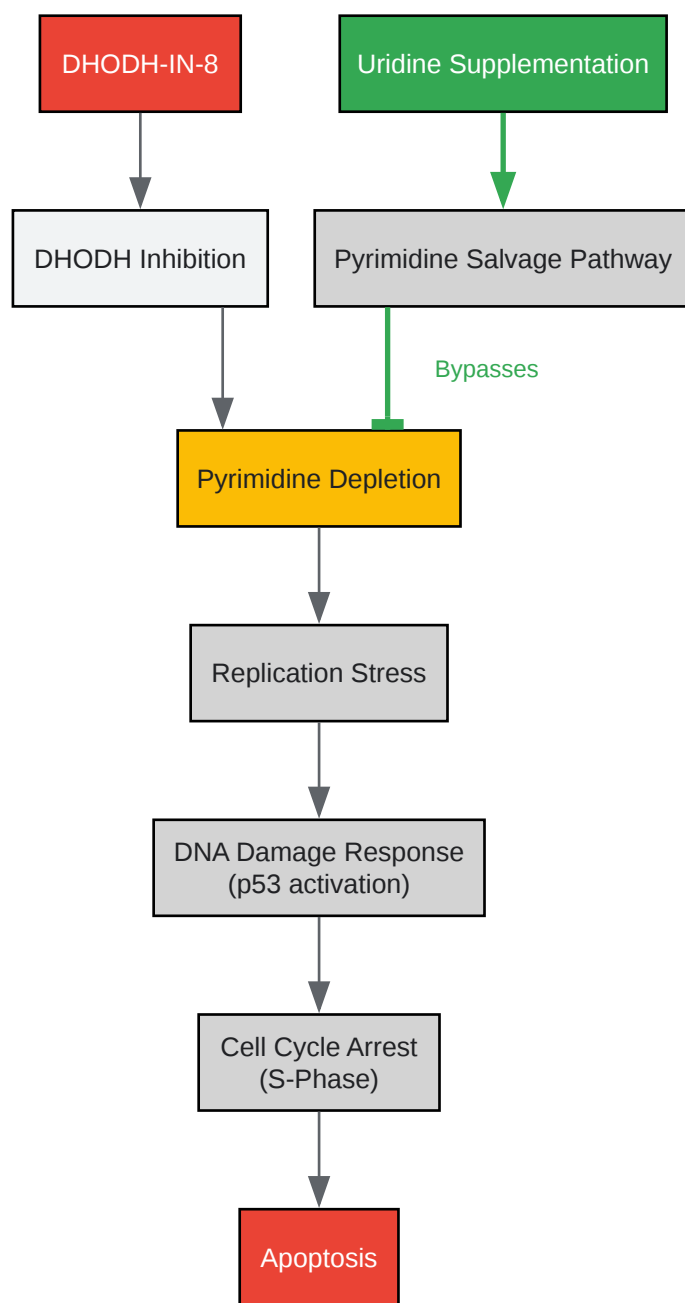 DHODH-IN-8
Uridine Supplementation
DHODH Inhibition
Pyrimidine Salvage Pathway
Bypasses
Pyrimidine Depletion
Replication Stress
DNA Damage Response
(p53 activation)
Cell Cycle Arrest
(S-Phase)
Apoptosis